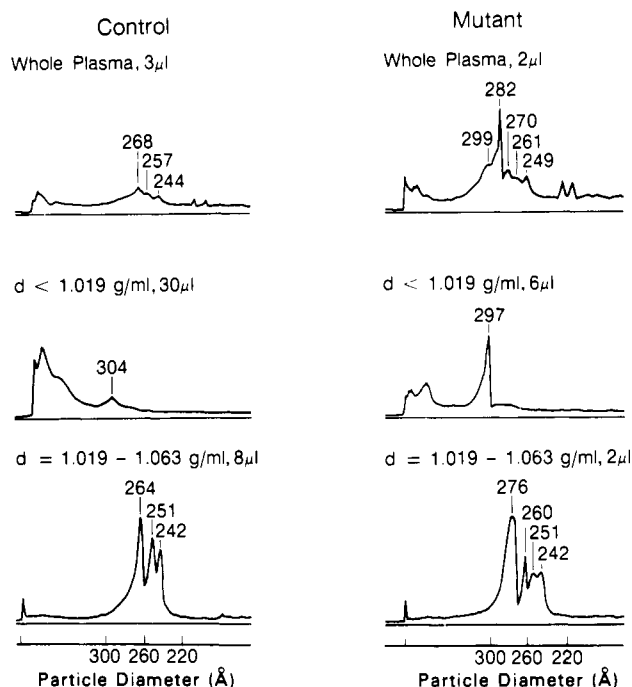 Control
Whole Plasma, 3μl
268
257
244
d < 1.019 g/ml, 30μl
304
d = 1.019 – 1.063 g/ml, 8μl
264
251
242
300 260 220
Particle Diameter (Å)
Mutant
Whole Plasma, 2μl
282
270
299
261
249
d < 1.019 g/ml, 6μl
297
d = 1.019 – 1.063 g/ml, 2μl
276
260
251
242
300 260 220
Particle Diameter (Å)